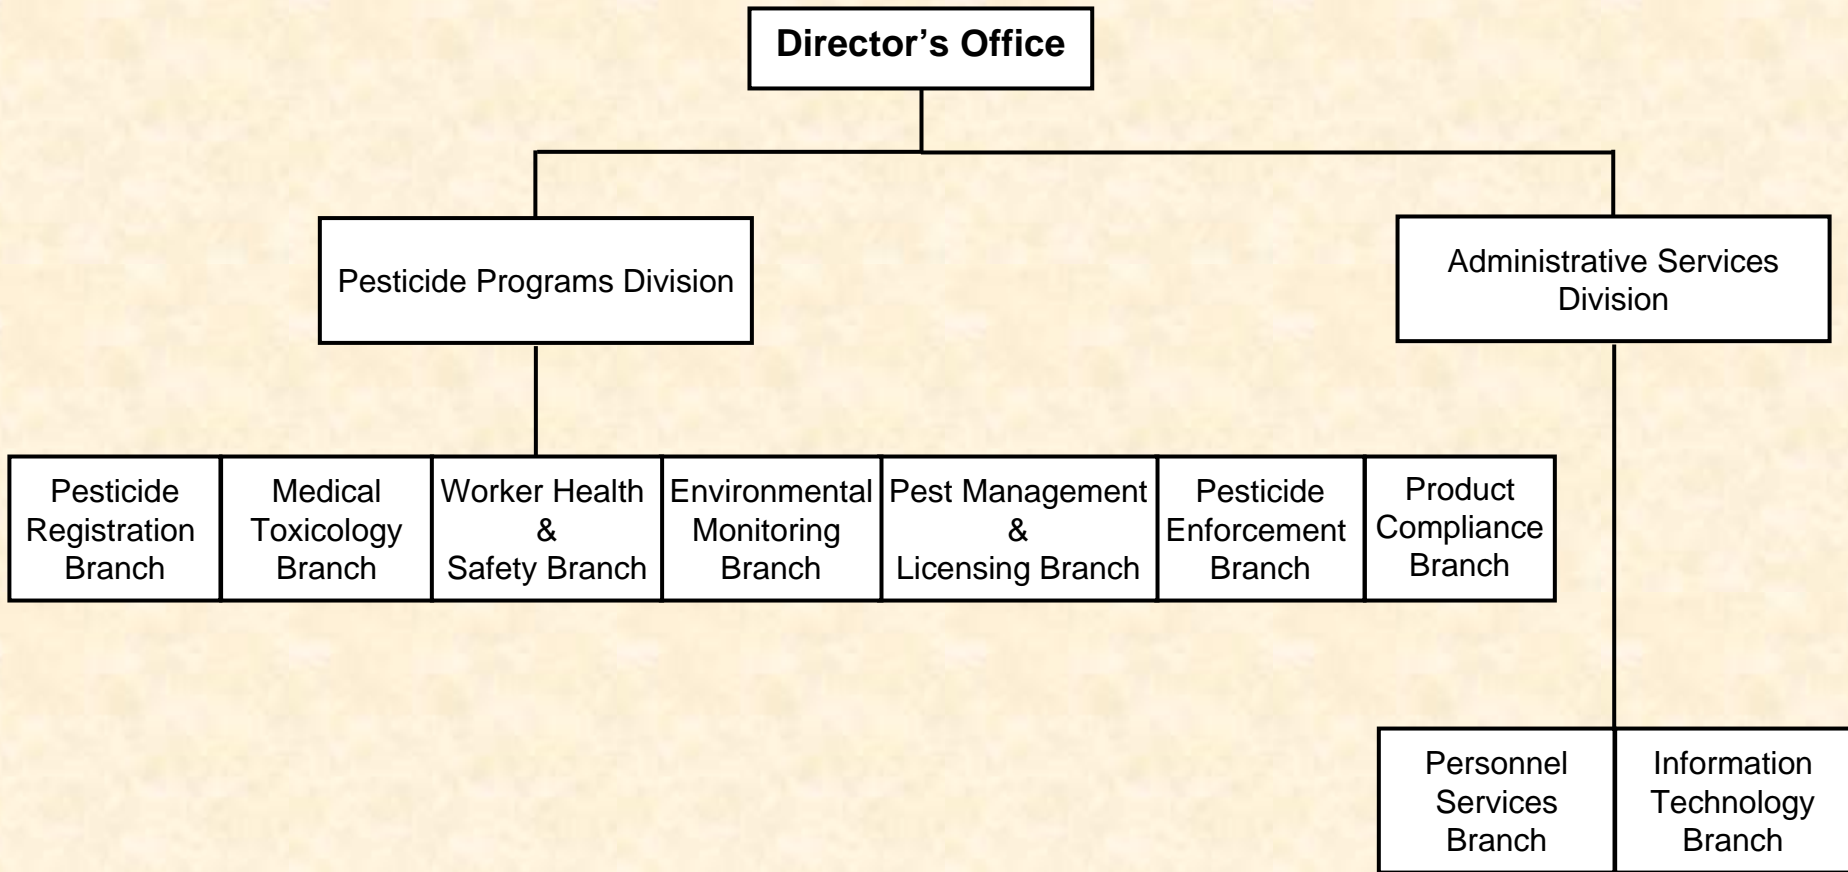 Director’s Office
Pesticide Programs Division
Administrative Services
Division
Pesticide
Registration
Branch
Medical
Toxicology
Branch
Worker Health
&
Safety Branch
Environmental
Monitoring
Branch
Pest Management
&
Licensing Branch
Pesticide
Enforcement
Branch
Product
Compliance
Branch
Personnel
Services
Branch
Information
Technology
Branch